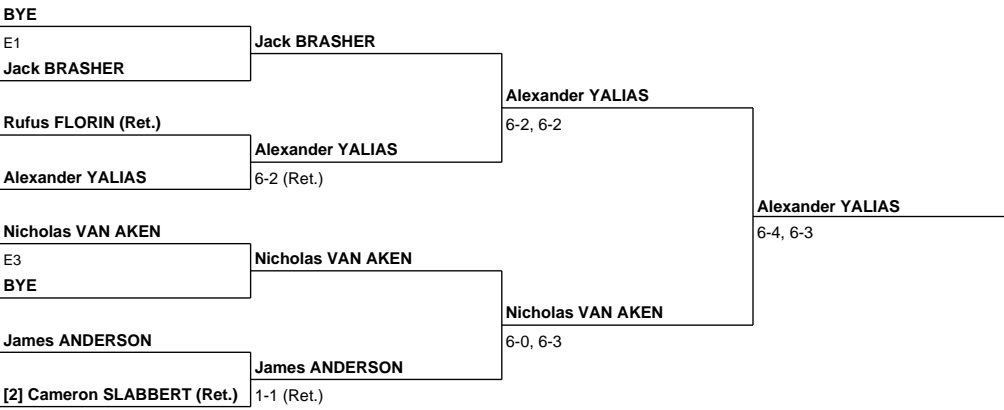 BYE
E1
Jack BRASHER
Jack BRASHER
Rufus FLORIN (Ret.)
Alexander YALIAS
Alexander YALIAS
6-2 (Ret.)
Alexander YALIAS
6-2, 6-2
Nicholas VAN AKEN
E3
BYE
Nicholas VAN AKEN
James ANDERSON
[2] Cameron SLABBERT (Ret.)
James ANDERSON
1-1 (Ret.)
Nicholas VAN AKEN
6-0, 6-3
Alexander YALIAS
6-4, 6-3